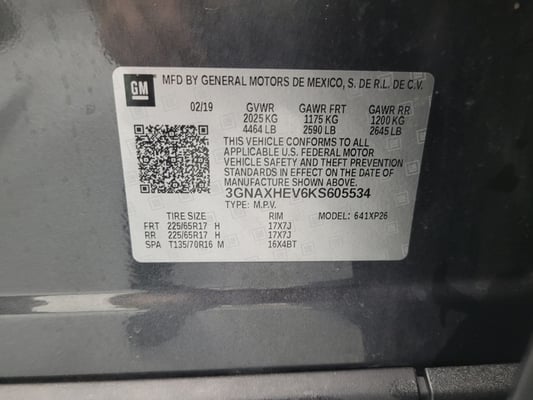 GM MFD BY GENERAL MOTORS DE MEXICO, S. DE R.L. DE C.V.
02/19 GVWR GAWR FRT GAWR RR
2025 KG 1175 KG 1200 KG
4464 LB 2590 LB 2645 LB
THIS VEHICLE CONFORMS TO ALL
APPLICABLE U.S. FEDERAL MOTOR
VEHICLE SAFETY AND THEFT PREVENTION
STANDARDS IN EFFECT ON THE DATE OF
MANUFACTURE SHOWN ABOVE.
3GNAXHEV6KS605534
TYPE: M.P.V.
TIRE SIZE RIM MODEL: 641XP26
FRT 225/65R17 H 17X7J
RR 225/65R17 H 17X7J
SPA T135/70R16 M 16X4BT